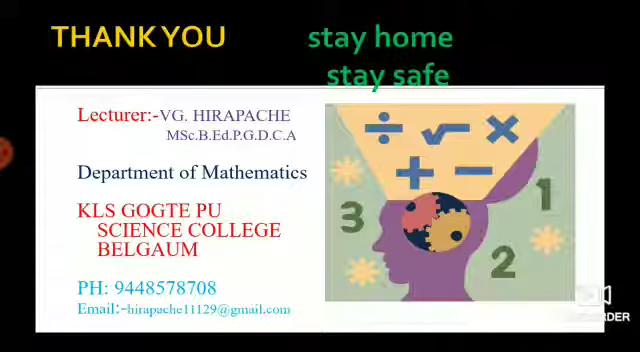 THANK YOU
stay home
stay safe
Lecturer:-VG. HIRAPACHE
MSc.B.Ed.P.G.D.C.A
Department of Mathematics
KLS GOGTE PU
SCIENCE COLLEGE
BELGAUM
PH: 9448578708
Email:-hirapache11129@gmail.com
÷ √ ×
+ −
3
1
2